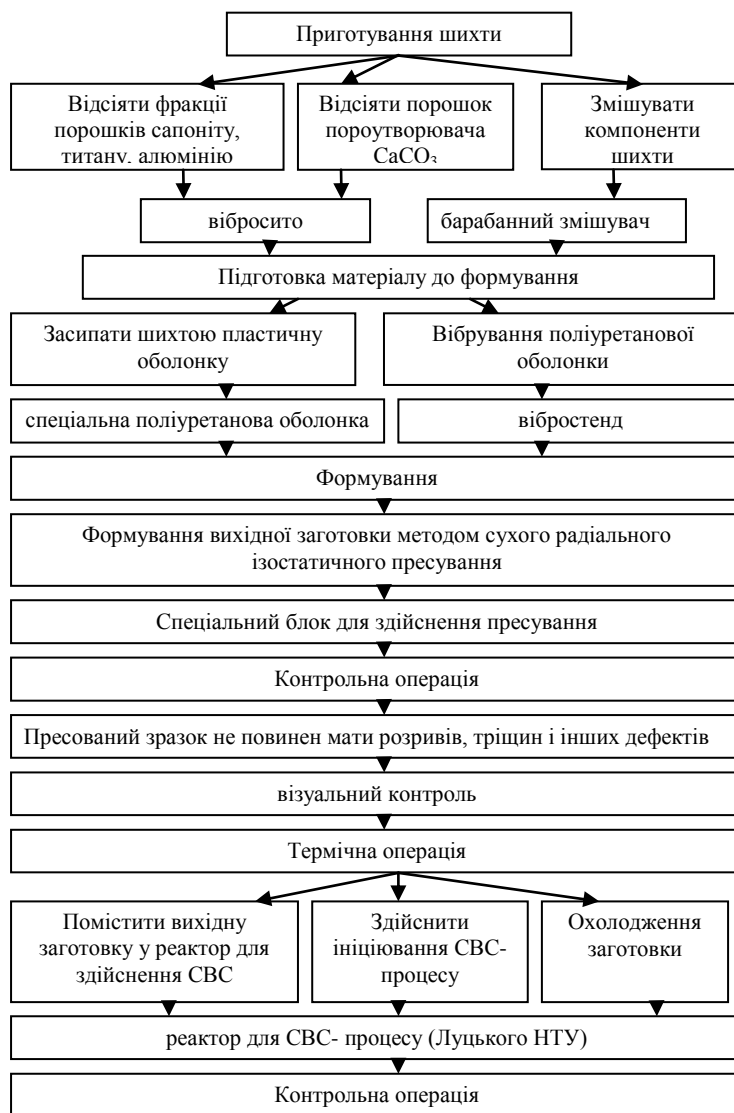 Приготування шихти
Відсіяти фракції
порошків сапоніту,
титану, алюмінію
Відсіяти порошок
пороутворювача
CaCO₃
Змішувати
компоненти
шихти
вібросито
барабанний змішувач
Підготовка матеріалу до формування
Засипати шихтою пластичну
оболонку
Вібрування поліуретанової
оболонки
спеціальна поліуретанова оболонка
вібростенд
Формування
Формування вихідної заготовки методом сухого радіального
ізостатичного пресування
Спеціальний блок для здійснення пресування
Контрольна операція
Пресований зразок не повинен мати розривів, тріщин і інших дефектів
візуальний контроль
Термічна операція
Помістити вихідну
заготовку у реактор для
здійснення СВС
Здійснити
ініціювання СВС-
процесу
Охолодження
заготовки
реактор для СВС- процесу (Луцького НТУ)
Контрольна операція